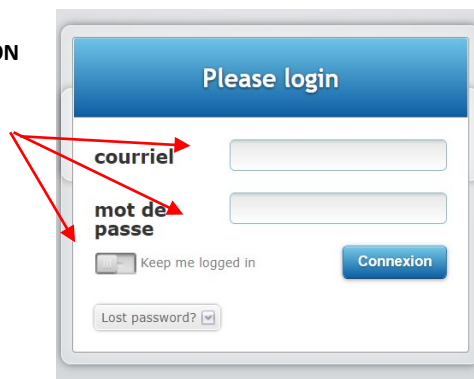 ON
Please login
courriel
mot de
passe
Keep me logged in
Connexion
Lost password?